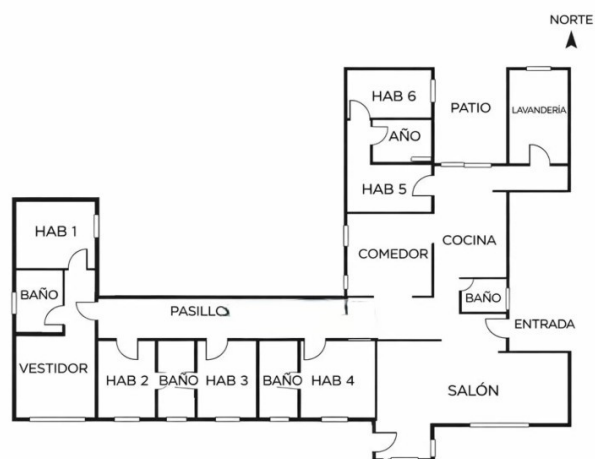 NORTE
HAB 6
PATIO
LAVANDERÍA
AÑO
HAB 5
HAB 1
COMEDOR
COCINA
BAÑO
BAÑO
PASILLO
ENTRADA
VESTIDOR
HAB 2
BAÑO
HAB 3
BAÑO
HAB 4
SALÓN